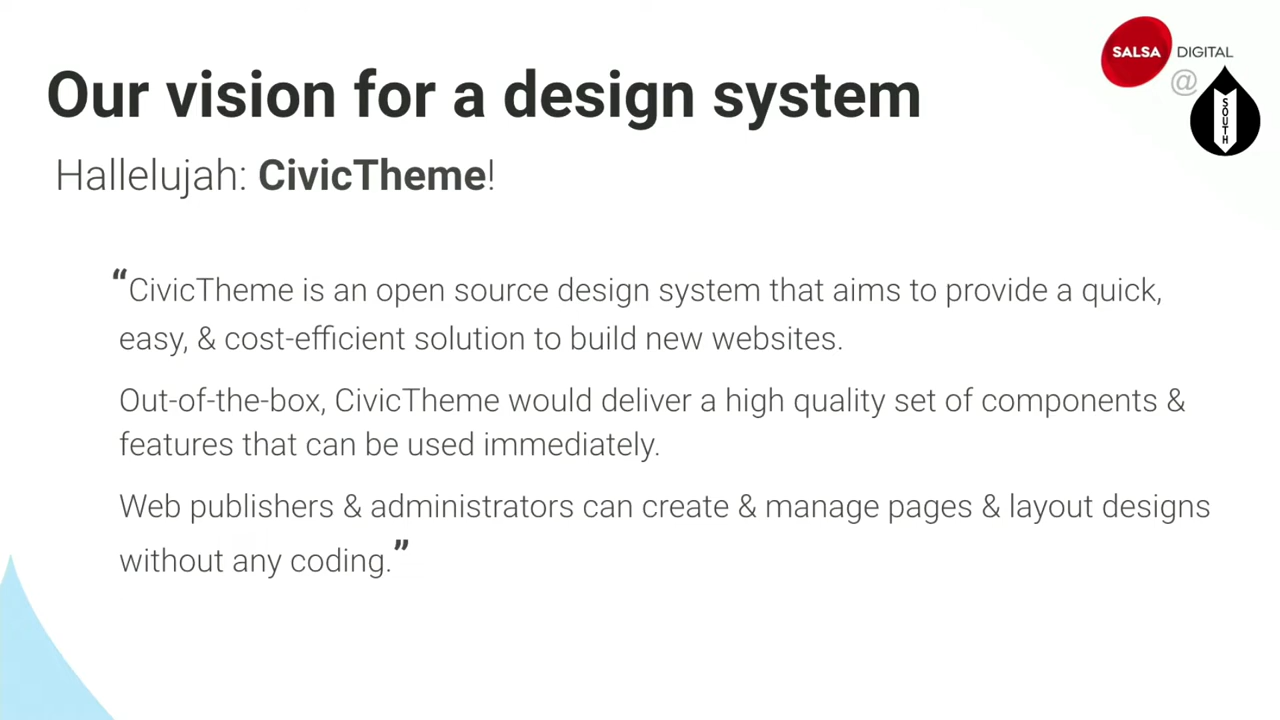 SALSA DIGITAL
@
SOUTH
Our vision for a design system
Hallelujah: CivicTheme!
“CivicTheme is an open source design system that aims to provide a quick,
easy, & cost-efficient solution to build new websites.
Out-of-the-box, CivicTheme would deliver a high quality set of components &
features that can be used immediately.
Web publishers & administrators can create & manage pages & layout designs
without any coding.”